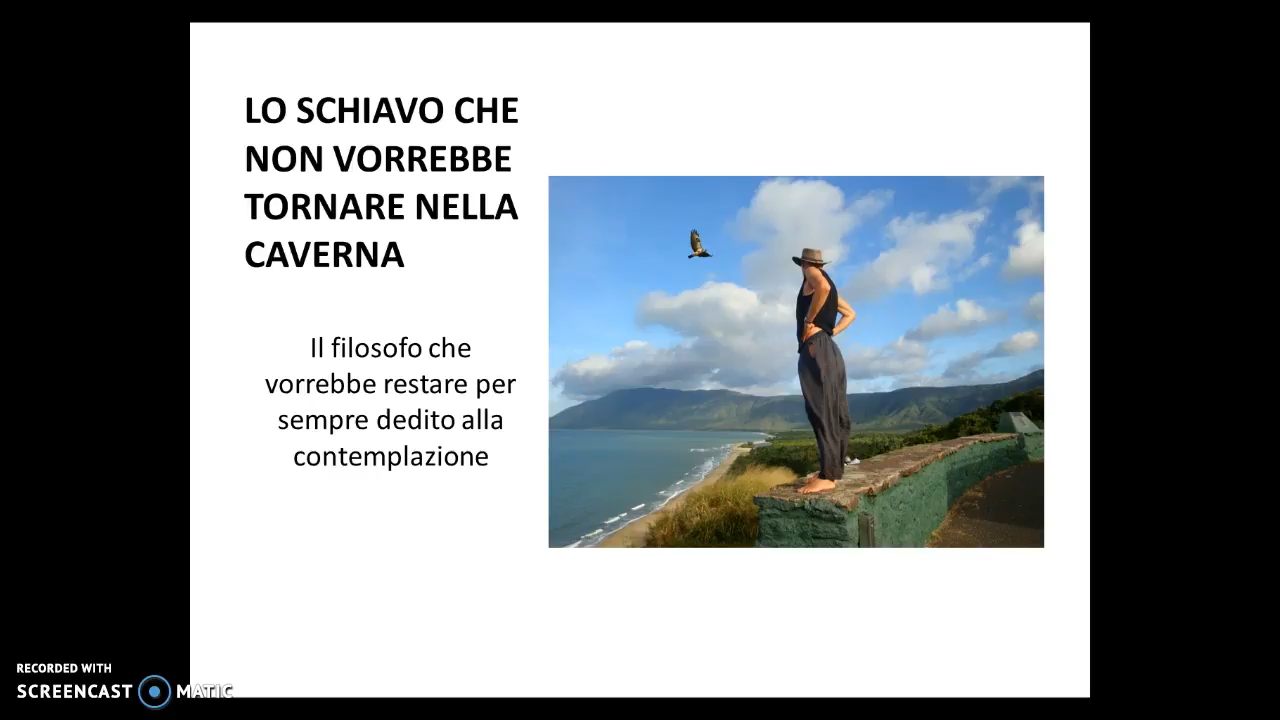 LO SCHIAVO CHE
NON VORREBBE
TORNARE NELLA
CAVERNA
Il filosofo che
vorrebbe restare per
sempre dedito alla
contemplazione
RECORDED WITH
SCREENCAST MATIC